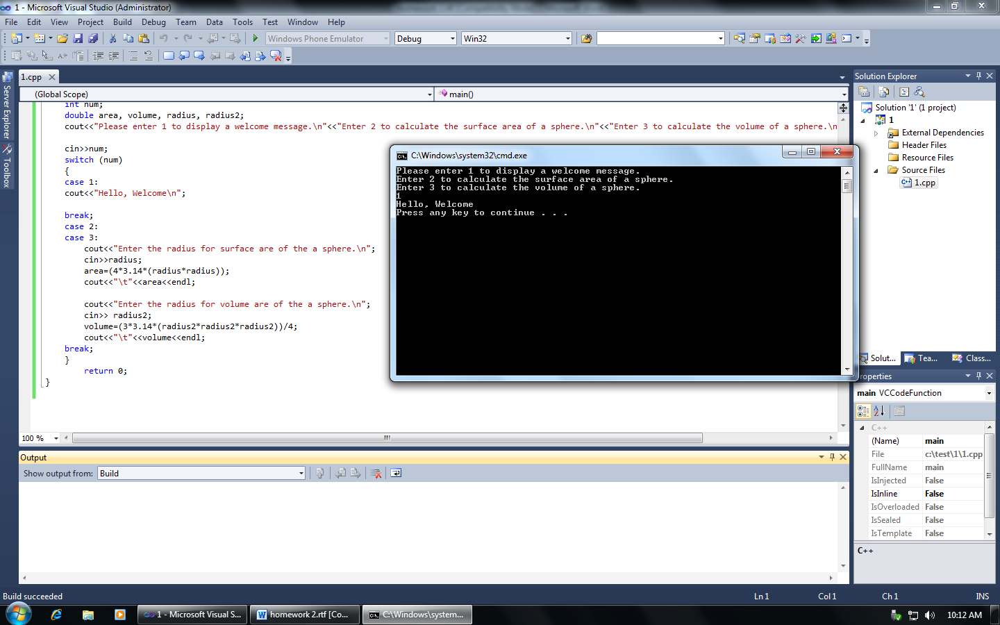 1 - Microsoft Visual Studio (Administrator)
File Edit View Project Build Debug Team Data Tools Test Window Help
Windows Phone Emulator Debug Win32
1.cpp
(Global Scope) main()
Server Explorer
Toolbox
int num;
double area, volume, radius, radius2;
cout<<"Please enter 1 to display a welcome message.\n"<<"Enter 2 to calculate the surface area of a sphere.\n"<<"Enter 3 to calculate the volume of a sphere.\n
cin>>num;
switch (num)
{
case 1:
cout<<"Hello, Welcome\n";
break;
case 2:
case 3:
cout<<"Enter the radius for surface are of the a sphere.\n";
cin>>radius;
area=(4*3.14*(radius*radius));
cout<<"\t"<<area<<endl;
cout<<"Enter the radius for volume are of the a sphere.\n";
cin>> radius2;
volume=(3*3.14*(radius2*radius2*radius2))/4;
cout<<"\t"<<volume<<endl;
break;
}
return 0;
}
100 %
C:\Windows\system32\cmd.exe
Please enter 1 to display a welcome message.
Enter 2 to calculate the surface area of a sphere.
Enter 3 to calculate the volume of a sphere.
1
Hello, Welcome
Press any key to continue . . .
Solution Explorer
Solution '1' (1 project)
1
External Dependencies
Header Files
Resource Files
Source Files
1.cpp
Solut... Tea... Class...
roperties
main VCCodeFunction
C++
(Name) main
File c:\test\1\1.cpp
FullName main
IsInjected False
IsInline False
IsOverloaded False
IsSealed False
IsTemplate False
C++
Output
Show output from: Build
Build succeeded Ln 1 Col 1 Ch 1 INS
1 - Microsoft Visual S... homework 2.rtf [Co... C:\Windows\system... 10:12 AM